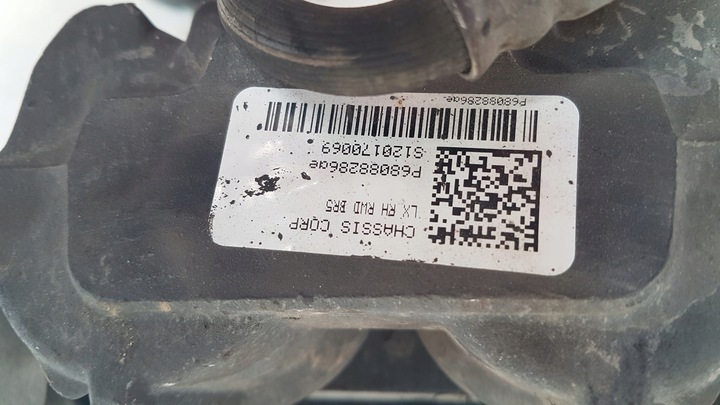 CHASSIS CORP
LX RH RWD BR5
P68088286ae
S120170069
P68088286ae